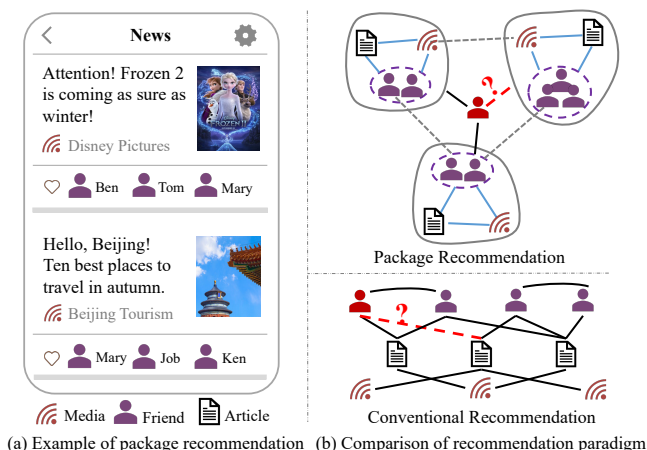 News
Attention! Frozen 2
is coming as sure as
winter!
Disney Pictures
FROZEN II
Ben Tom Mary
Hello, Beijing!
Ten best places to
travel in autumn.
Beijing Tourism
Mary Job Ken
Media Friend Article
(a) Example of package recommendation
?
Package Recommendation
?
Conventional Recommendation
(b) Comparison of recommendation paradigm